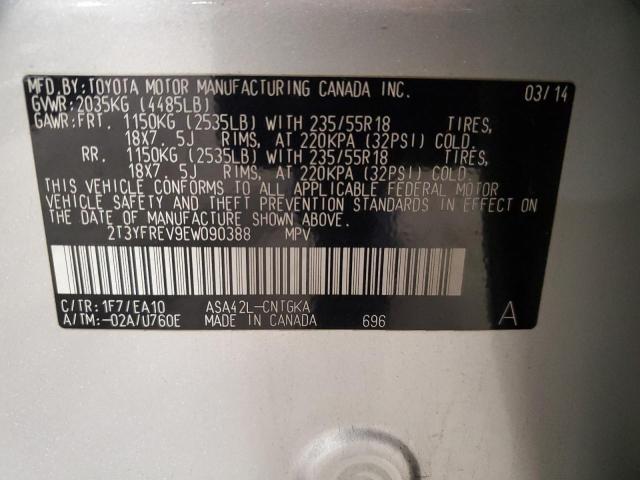 MFD. BY: TOYOTA MOTOR MANUFACTURING CANADA INC. 03/14
GVWR: 2035KG (4485LB)
GAWR: FRT. 1150KG (2535LB) WITH 235/55R18 TIRES,
18X7. 5J RIMS, AT 220KPA (32PSI) COLD.
RR. 1150KG (2535LB) WITH 235/55R18 TIRES,
18X7. 5J RIMS, AT 220KPA (32PSI) COLD.
THIS VEHICLE CONFORMS TO ALL APPLICABLE FEDERAL MOTOR
VEHICLE SAFETY AND THEFT PREVENTION STANDARDS IN EFFECT
ON THE DATE OF MANUFACTURE SHOWN ABOVE.
2T3YFREV9EW090388 MPV
C/TR: 1F7/EA10 ASA42L-CNTGKA
A/TM: -02A/U760E MADE IN CANADA 696 A